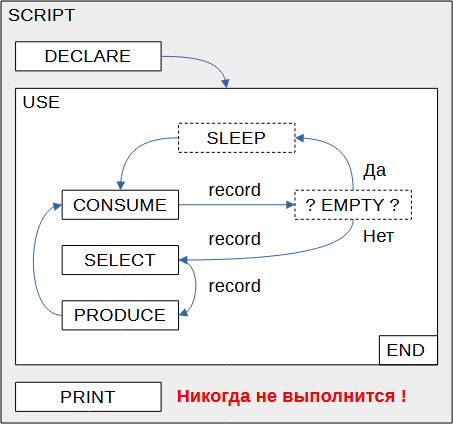 SCRIPT
DECLARE
USE
SLEEP
Да
CONSUME
record
? EMPTY ?
record
Нет
SELECT
record
PRODUCE
END
PRINT
Никогда не выполнится !